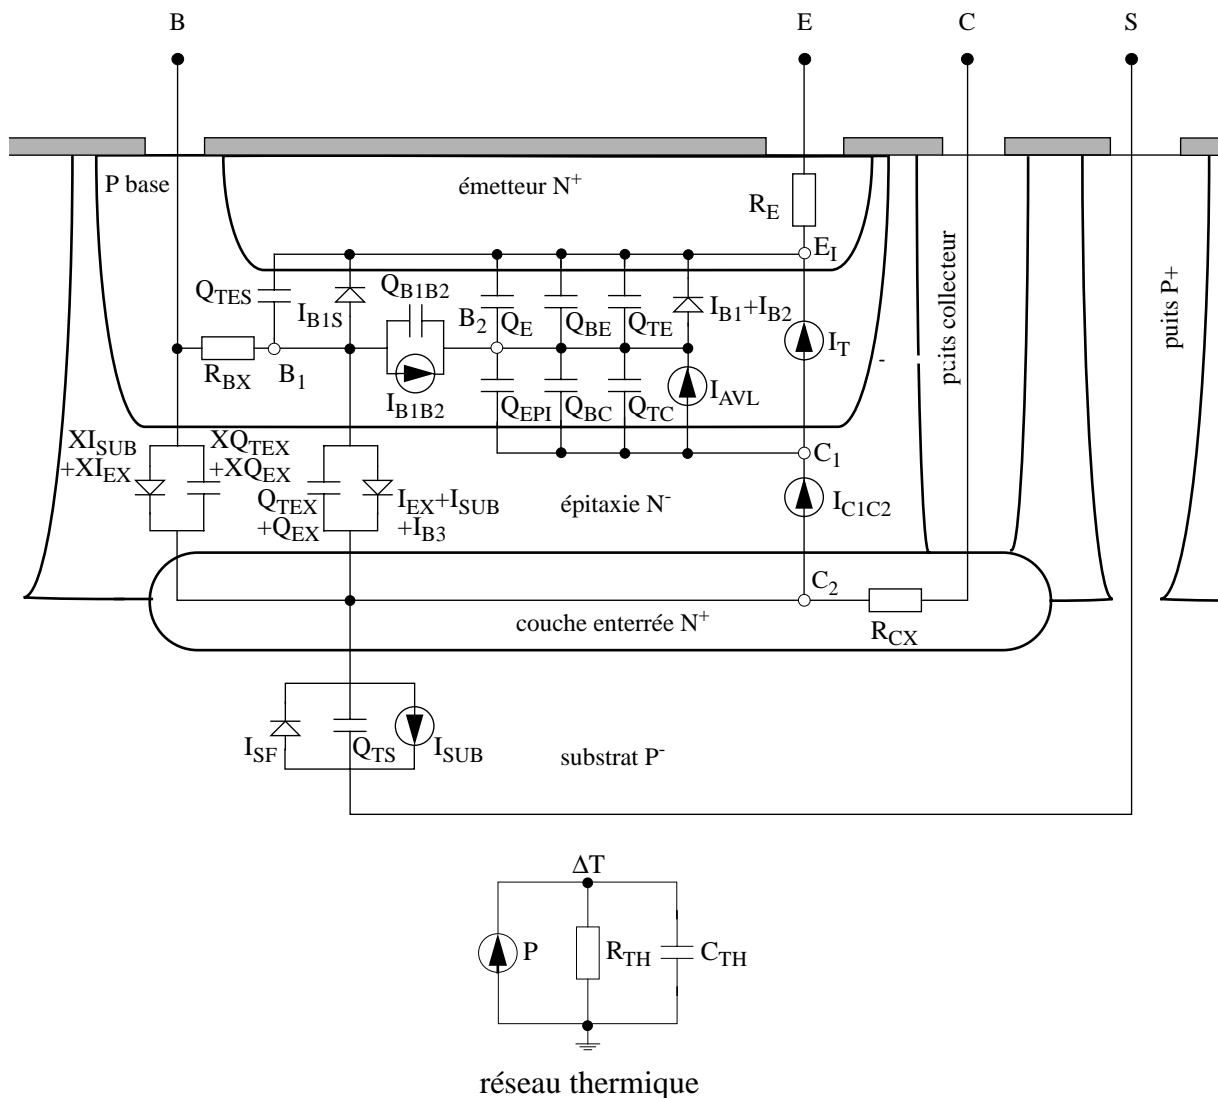 B E C S
P base
émetteur N+
RE
EI
QTES
IB1S
QB1B2
B2
QE
QBE
QTE
IB1+IB2
IT
puits collecteur
puits P+
RBX
B1
IB1B2
QEPI
QBC
QTC
IAVL
-
XISUB
+XIEX
XQTEX
+XQEX
QTEX
+QEX
IEX+ISUB
+IB3
épitaxie N-
C1
IC1C2
C2
couche enterrée N+
RCX
ISF
QTS
ISUB
substrat P-
ΔT
P
RTH
CTH
réseau thermique